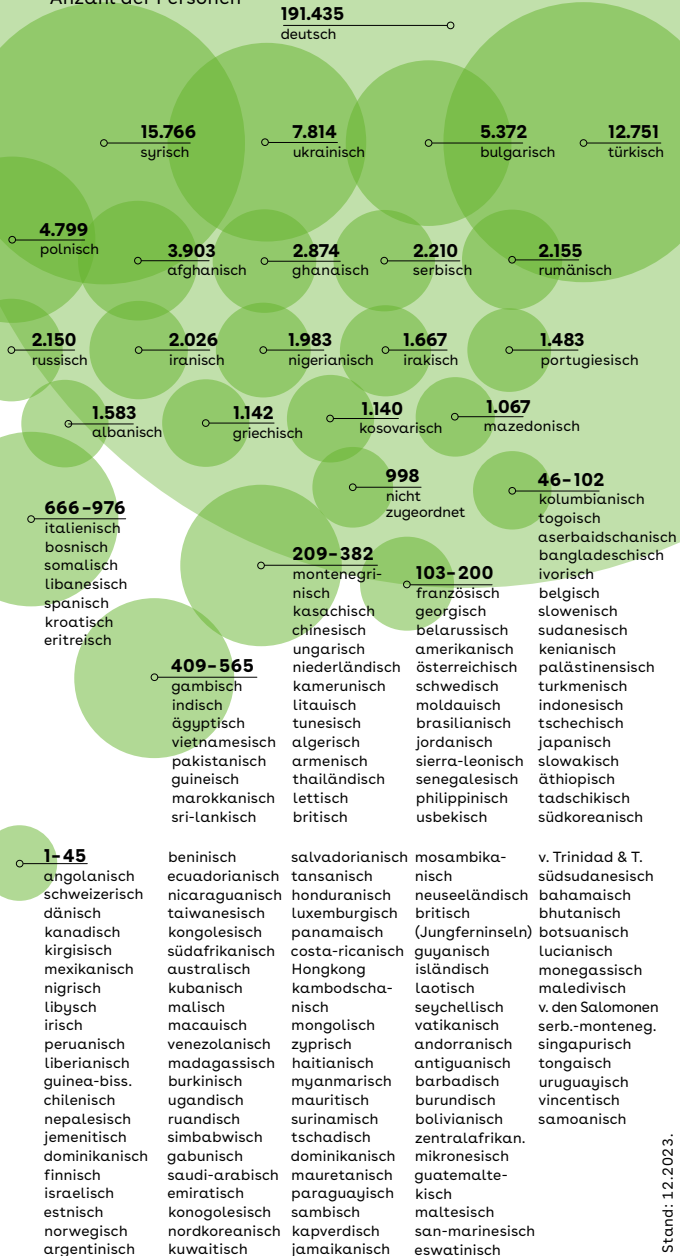 Anzahl der Personen
191.435
deutsch
15.766
syrisch
7.814
ukrainisch
5.372
bulgarisch
12.751
türkisch
4.799
polnisch
3.903
afghanisch
2.874
ghanaisch
2.210
serbisch
2.155
rumänisch
2.150
russisch
2.026
iranisch
1.983
nigerianisch
1.667
irakisch
1.483
portugiesisch
1.583
albanisch
1.142
griechisch
1.140
kosovarisch
1.067
mazedonisch
998
nicht
zugeordnet
666–976
italienisch
bosnisch
somalisch
libanesisch
spanisch
kroatisch
eritreisch
409–565
gambisch
indisch
ägyptisch
vietnamesisch
pakistanisch
guineisch
marokkanisch
sri-lankisch
209–382
montenegri-
nisch
kasachisch
chinesisch
ungarisch
niederländisch
kamerunisch
litauisch
tunesisch
algerisch
armenisch
thailändisch
lettisch
britisch
103–200
französisch
georgisch
belarussisch
amerikanisch
österreichisch
schwedisch
moldauisch
brasilianisch
jordanisch
sierra-leonisch
senegalesisch
philippinisch
usbekisch
46–102
kolumbianisch
togoisch
aserbaidschanisch
bangladeschisch
ivorisch
belgisch
slowenisch
sudanesisch
kenianisch
palästinensisch
turkmenisch
indonesisch
tschechisch
japanisch
slowakisch
äthiopisch
tadschikisch
südkoreanisch
1–45
angolanisch
schweizerisch
dänisch
kanadisch
kirgisisch
mexikanisch
nigrisch
libysch
irisch
peruanisch
liberianisch
guinea-biss.
chilenisch
nepalesisch
jemenitisch
dominikanisch
finnisch
israelisch
estnisch
norwegisch
argentinisch
beninisch
ecuadorianisch
nicaraguanisch
taiwanesisch
kongolesisch
südafrikanisch
australisch
kubanisch
malisch
macauisch
venezolanisch
madagassisch
burkinisch
ugandisch
ruandisch
simbabwisch
gabunisch
saudi-arabisch
emiratisch
konogolesisch
nordkoreanisch
kuwaitisch
salvadorianisch
tansanisch
honduranisch
luxemburgisch
panamaisch
costa-ricanisch
Hongkong
kambodscha-
nisch
mongolisch
zyprisch
haitianisch
myanmarisch
mauritisch
surinamisch
tschadisch
dominikanisch
mauretanisch
paraguayisch
sambisch
kapverdisch
jamaikanisch
mosambika-
nisch
neuseeländisch
britisch
(Jungferninseln)
guyanisch
isländisch
laotisch
seychellisch
vatikanisch
andorranisch
antiguanisch
barbadisch
burundisch
bolivianisch
zentralafrikan.
mikronesisch
guatemalte-
kisch
maltesisch
san-marinesisch
eswatinisch
v. Trinidad & T.
südsudanesisch
bahamaisch
bhutanisch
botsuanisch
lucianisch
monegassisch
maledivisch
v. den Salomonen
serb.-monteneg.
singapurisch
tongaisch
uruguayisch
vincentisch
samoanisch
Stand: 12.2023.